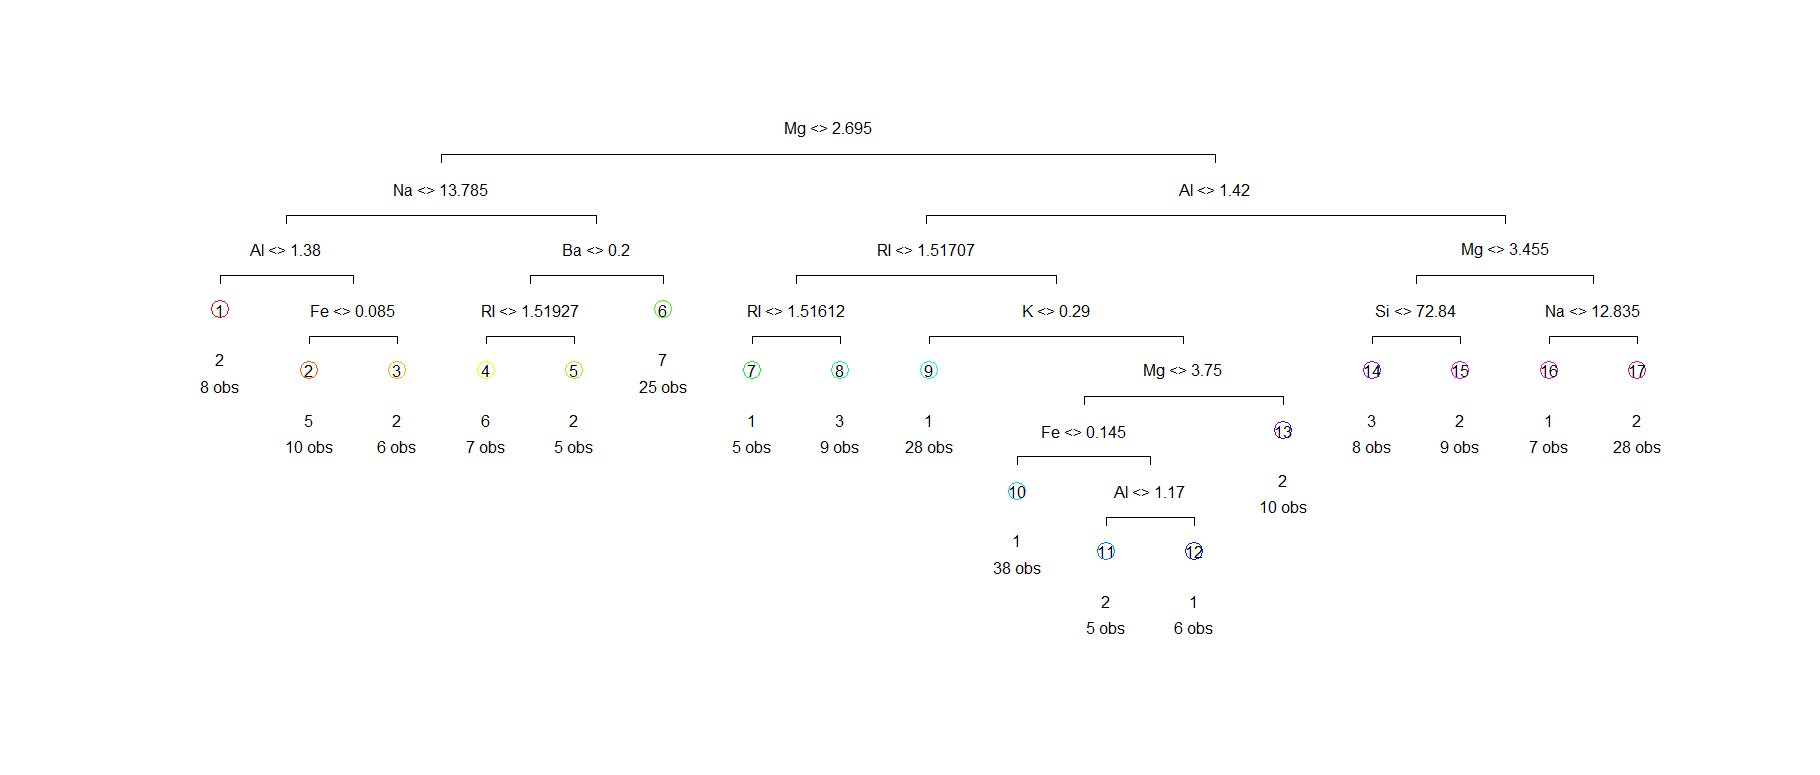 Mg <> 2.695
Na <> 13.785
Al <> 1.42
Al <> 1.38
Ba <> 0.2
RI <> 1.51707
Mg <> 3.455
1
Fe <> 0.085
RI <> 1.51927
6
RI <> 1.51612
K <> 0.29
Si <> 72.84
Na <> 12.835
2
8 obs
2
3
4
5
7
25 obs
7
8
9
Mg <> 3.75
14
15
16
17
5
10 obs
2
6 obs
6
7 obs
2
5 obs
1
5 obs
3
9 obs
1
28 obs
Fe <> 0.145
13
3
8 obs
2
9 obs
1
7 obs
2
28 obs
10
Al <> 1.17
2
10 obs
1
38 obs
11
12
2
5 obs
1
6 obs